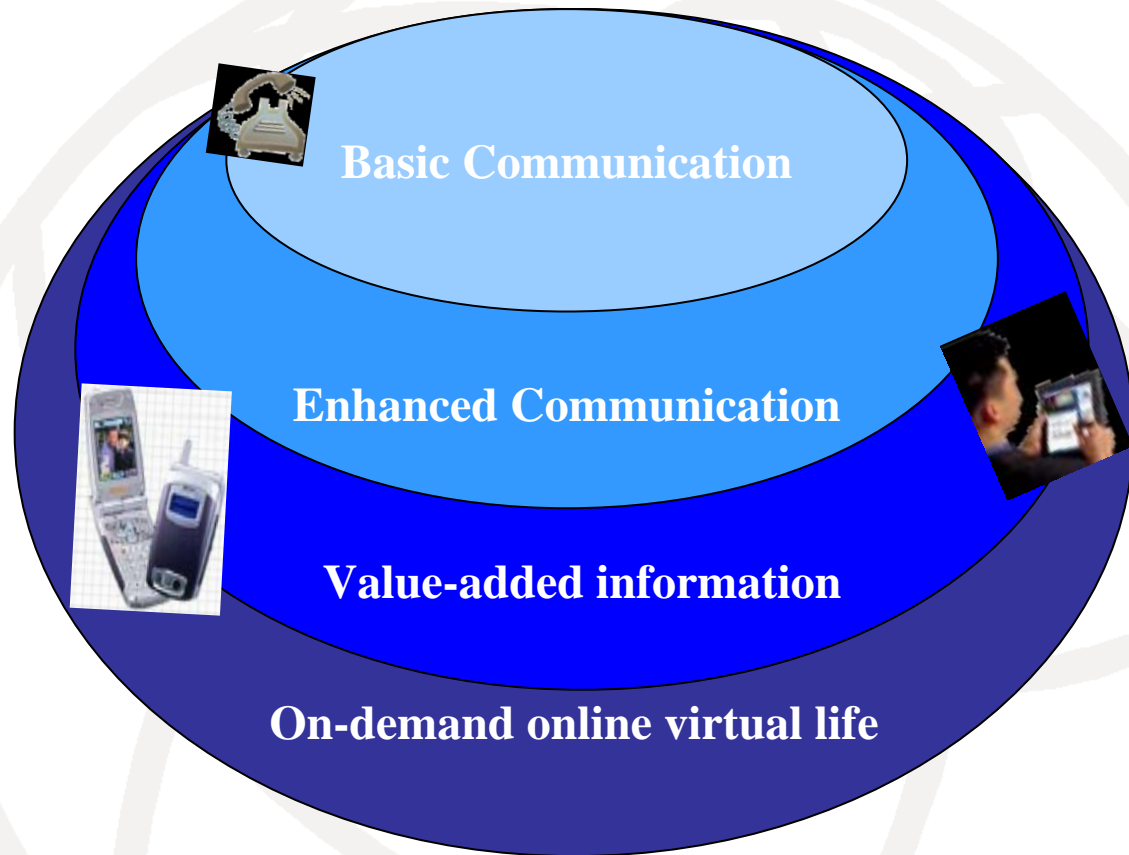 Basic Communication
Enhanced Communication
Value-added information
On-demand online virtual life